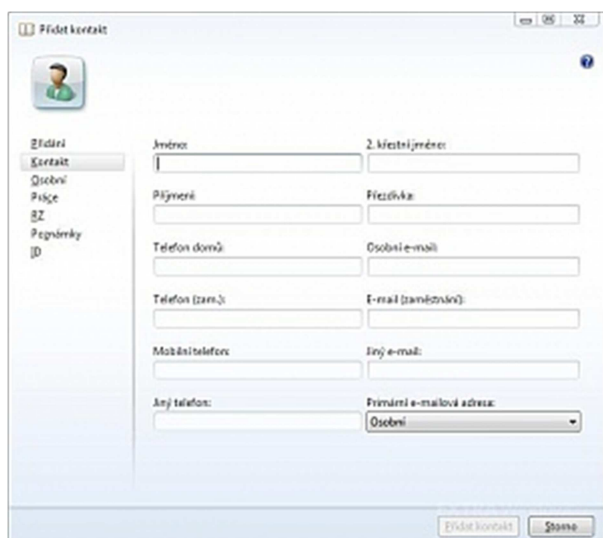 Přidat kontakt
Přidání
Kontakt
Osobní
Práce
RZ
Poznámky
ID
Jméno:
2. křestní jméno:
Příjmení:
Přezdívka:
Telefon domů:
Osobní e-mail:
Telefon (zam.):
E-mail (zaměstnání):
Mobilní telefon:
Jiný e-mail:
Jiný telefon:
Primární e-mailová adresa:
Osobní
Přidat kontakt
Storno